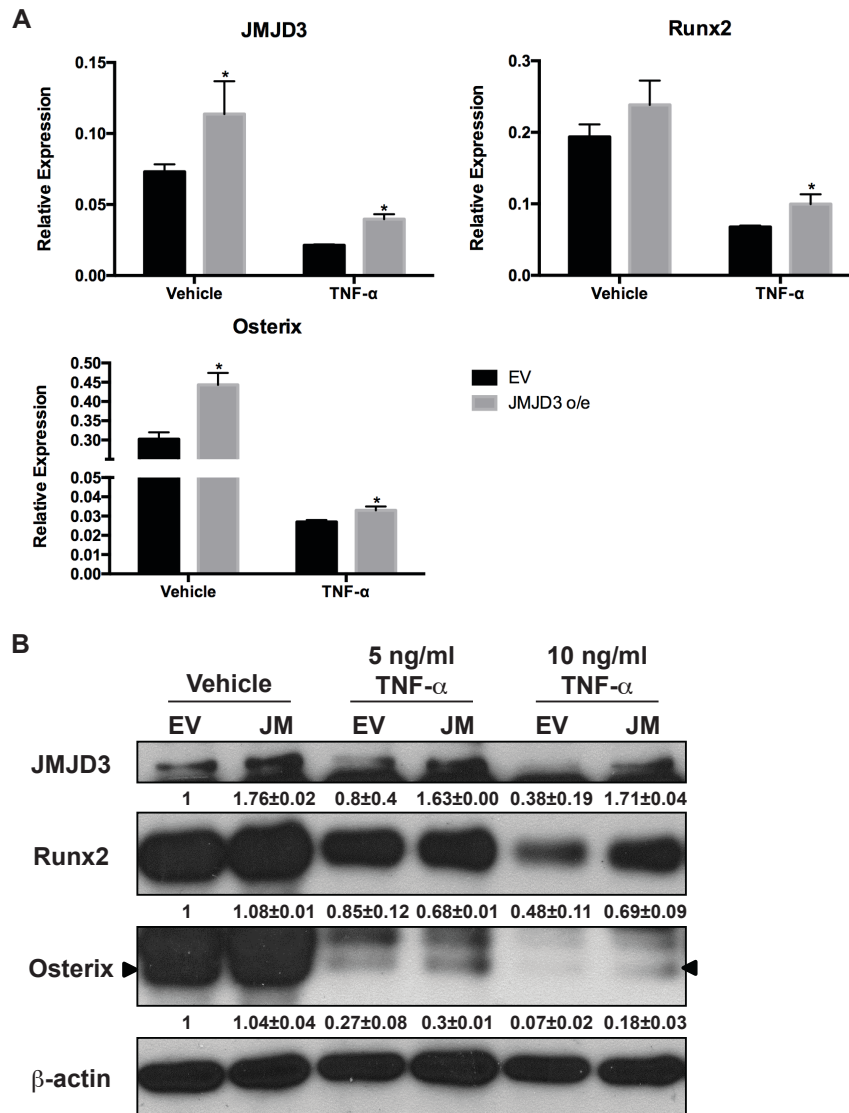 A
JMJD3
Relative Expression
0.15
0.10
0.05
0.00
*
*
Vehicle
TNF-α
Runx2
Relative Expression
0.3
0.2
0.1
0.0
*
Vehicle
TNF-α
Osterix
Relative Expression
0.50
0.45
0.40
0.35
0.30
0.05
0.04
0.03
0.02
0.01
0.00
*
*
Vehicle
TNF-α
EV
JMJD3 o/e
B
Vehicle
5 ng/ml
TNF-α
10 ng/ml
TNF-α
EV JM EV JM EV JM
JMJD3
1 1.76±0.02 0.8±0.4 1.63±0.00 0.38±0.19 1.71±0.04
Runx2
1 1.08±0.01 0.85±0.12 0.68±0.01 0.48±0.11 0.69±0.09
Osterix
1 1.04±0.04 0.27±0.08 0.3±0.01 0.07±0.02 0.18±0.03
β-actin